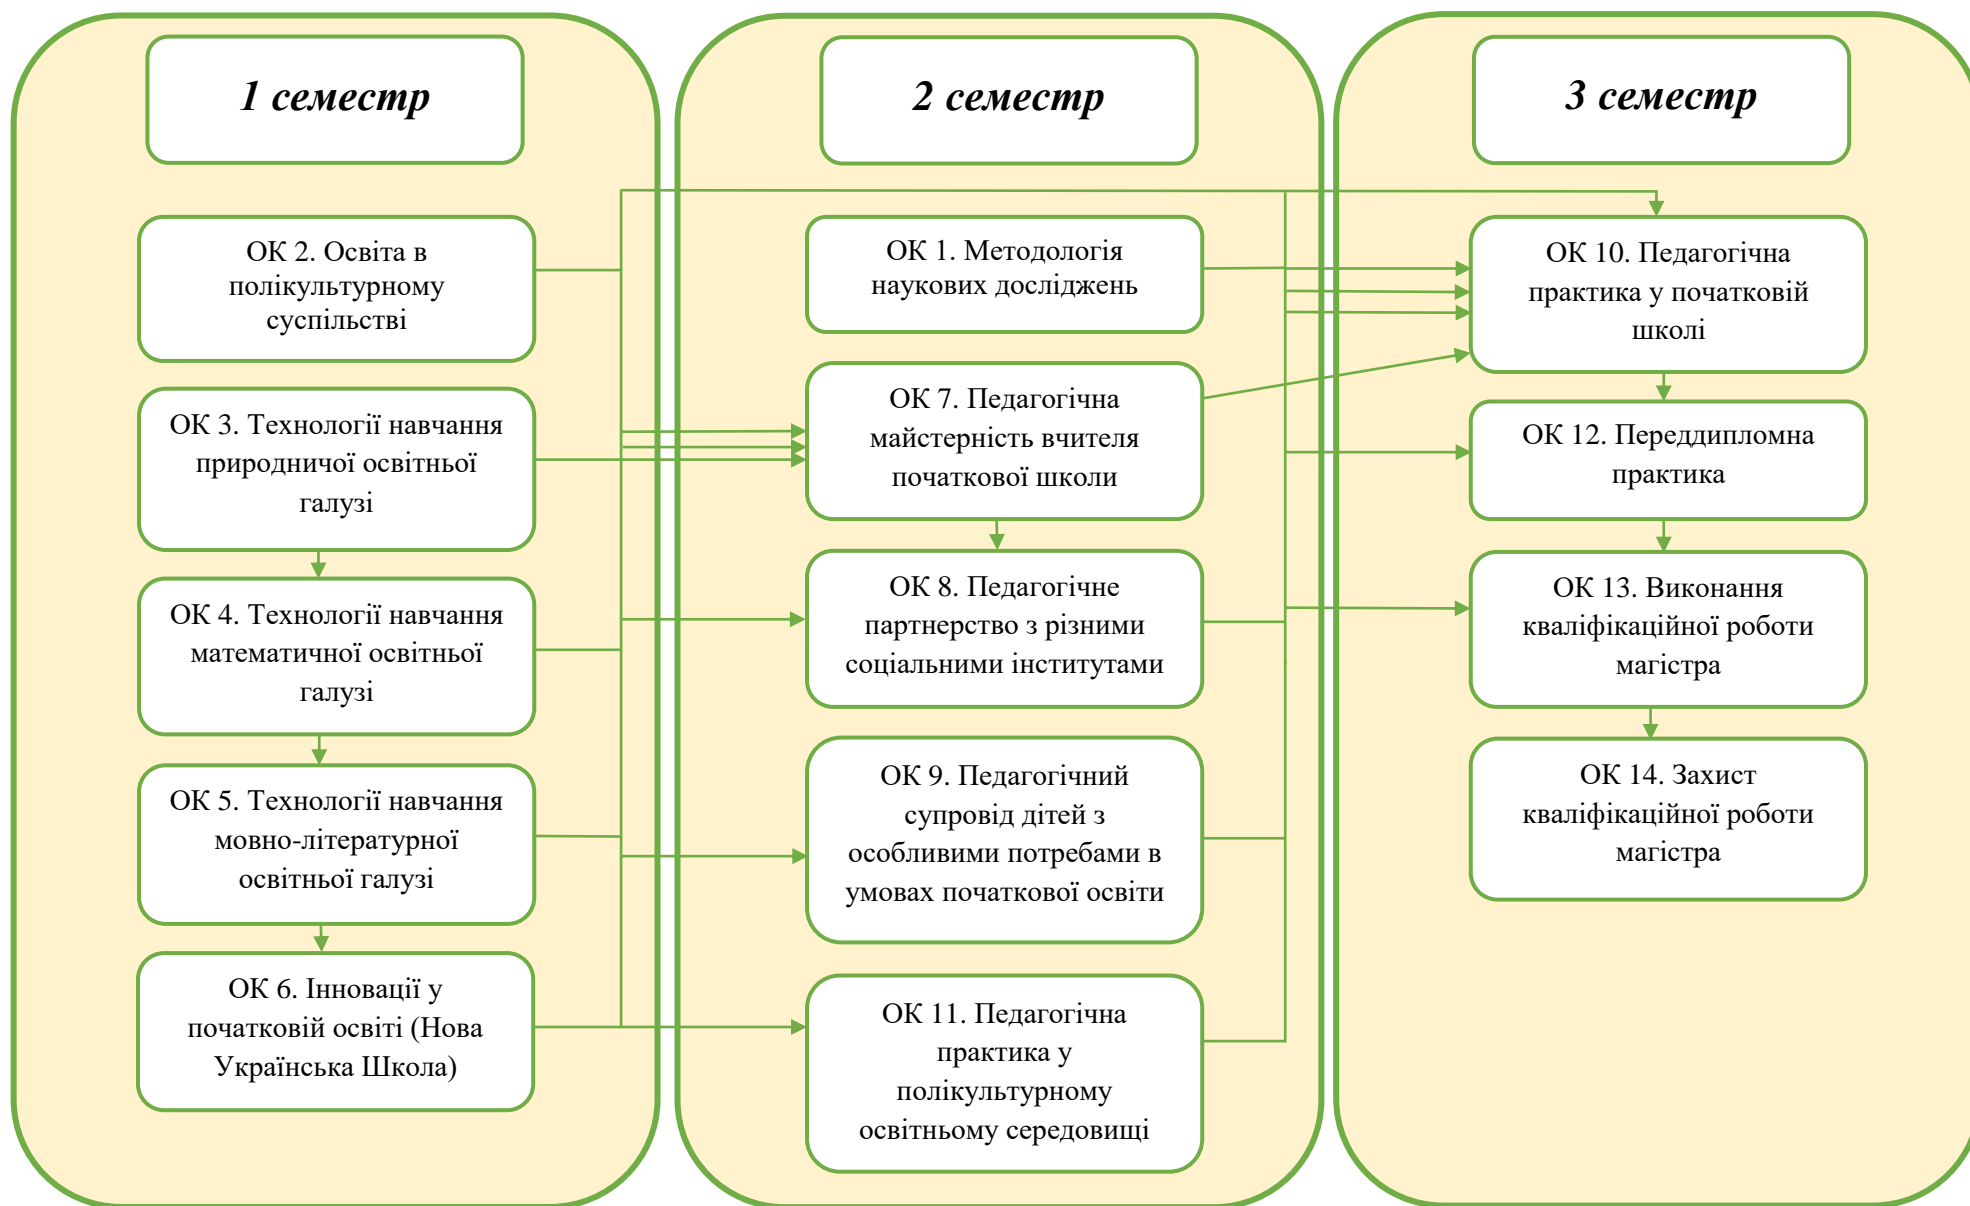 1 семестр
ОК 2. Освіта в
полікультурному
суспільстві
ОК 3. Технології навчання
природничої освітньої
галузі
ОК 4. Технології навчання
математичної освітньої
галузі
ОК 5. Технології навчання
мовно-літературної
освітньої галузі
ОК 6. Інновації у
початковій освіті (Нова
Українська Школа)
2 семестр
ОК 1. Методологія
наукових досліджень
ОК 7. Педагогічна
майстерність вчителя
початкової школи
ОК 8. Педагогічне
партнерство з різними
соціальними інститутами
ОК 9. Педагогічний
супровід дітей з
особливими потребами в
умовах початкової освіти
ОК 11. Педагогічна
практика у
полікультурному
освітньому середовищі
3 семестр
ОК 10. Педагогічна
практика у початковій
школі
ОК 12. Переддипломна
практика
ОК 13. Виконання
кваліфікаційної роботи
магістра
ОК 14. Захист
кваліфікаційної роботи
магістра